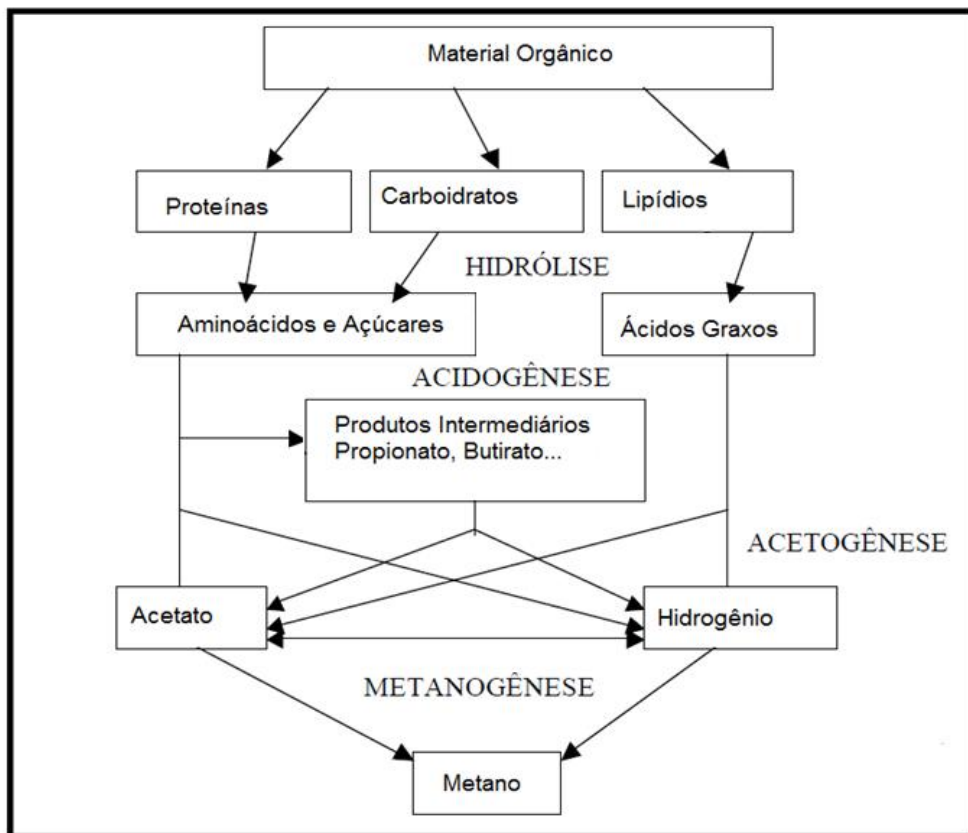 Material Orgânico
Proteínas
Carboidratos
Lipídios
HIDRÓLISE
Aminoácidos e Açúcares
Ácidos Graxos
ACIDOGÊNESE
Produtos Intermediários
Propionato, Butirato...
ACETOGÊNESE
Acetato
Hidrogênio
METANOGÊNESE
Metano